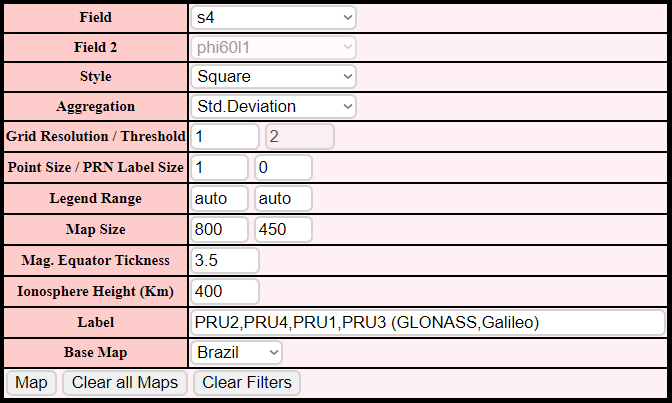 Field s4
Field 2 phi60l1
Style Square
Aggregation Std.Deviation
Grid Resolution / Threshold 1 2
Point Size / PRN Label Size 1 0
Legend Range auto auto
Map Size 800 450
Mag. Equator Tickness 3.5
Ionosphere Height (Km) 400
Label PRU2,PRU4,PRU1,PRU3 (GLONASS,Galileo)
Base Map Brazil
Map Clear all Maps Clear Filters